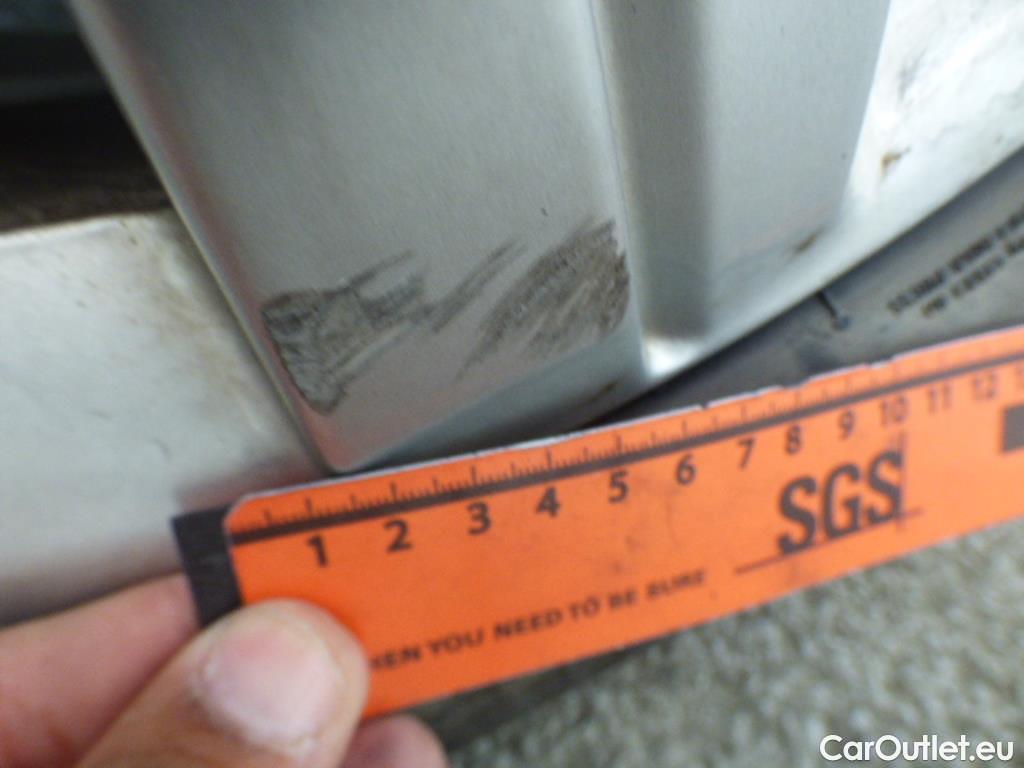 1 2 3 4 5 6 7 8 9 10 11 12
SGS
HEN YOU NEED TO BE SURE
CarOutlet.eu